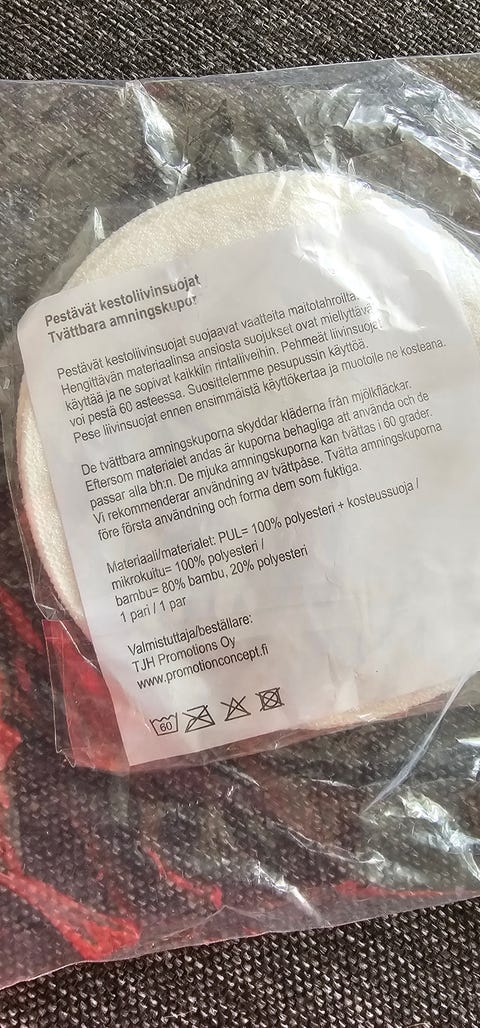 Pestävät kestoliivinsuojat
Tvättbara amningskupor
Pestävät kestoliivinsuojat suojaavat vaatteita maitotahroilta.
Hengittävän materiaalinsa ansiosta suojukset ovat miellyttäviä
käyttää ja ne sopivat kaikkiin rintaliiveihin. Pehmeät liivinsuojat
voi pestä 60 asteessa. Suosittelemme pesupussin käyttöä.
Pese liivinsuojat ennen ensimmäistä käyttökertaa ja muotoile ne kosteana.
De tvättbara amningskuporna skyddar kläderna från mjölkfläckar.
Eftersom materialet andas är kuporna behagliga att använda och de
passar alla bh:n. De mjuka amningskuporna kan tvättas i 60 grader.
Vi rekommenderar användning av tvättpåse. Tvätta amningskuporna
före första användning och forma dem som fuktiga.
Materiaali/materialet: PUL= 100% polyesteri + kosteussuoja /
mikrokuitu= 100% polyesteri /
bambu= 80% bambu, 20% polyesteri
1 pari / 1 par
Valmistuttaja/beställare:
TJH Promotions Oy
www.promotionconcept.fi
60